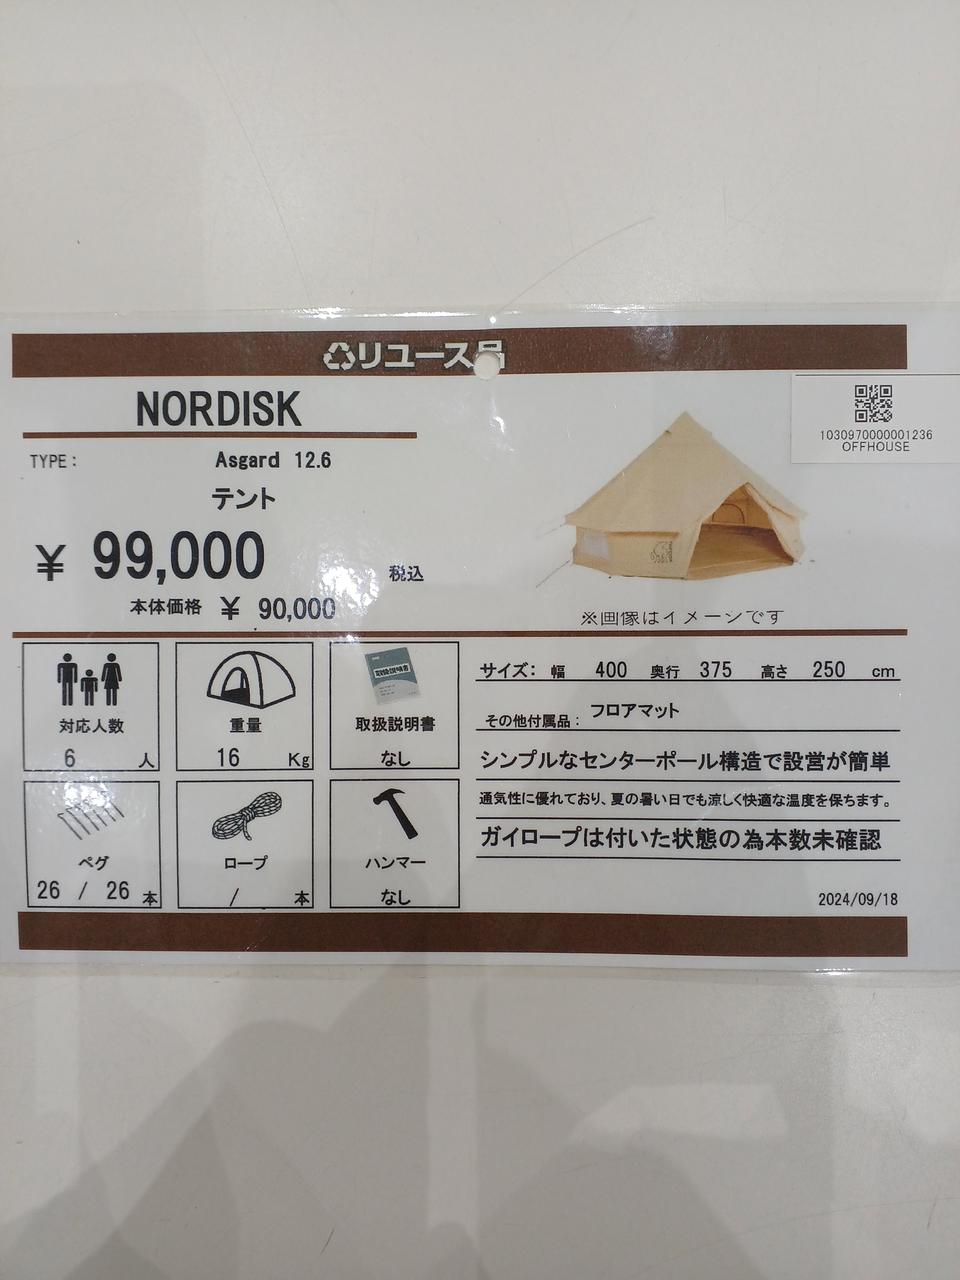 リユース品
NORDISK
1030970000001236
OFFHOUSE
TYPE: Asgard 12.6
テント
¥ 99,000 税込
本体価格 ¥ 90,000
※画像はイメージです
対応人数
6 人
重量
16 Kg
取扱説明書
取扱説明書
なし
ペグ
26 / 26 本
ロープ
/ 本
ハンマー
なし
サイズ: 幅 400 奥行 375 高さ 250 cm
その他付属品: フロアマット
シンプルなセンターポール構造で設営が簡単
通気性に優れており、夏の暑い日でも涼しく快適な温度を保ちます。
ガイロープは付いた状態の為本数未確認
2024/09/18